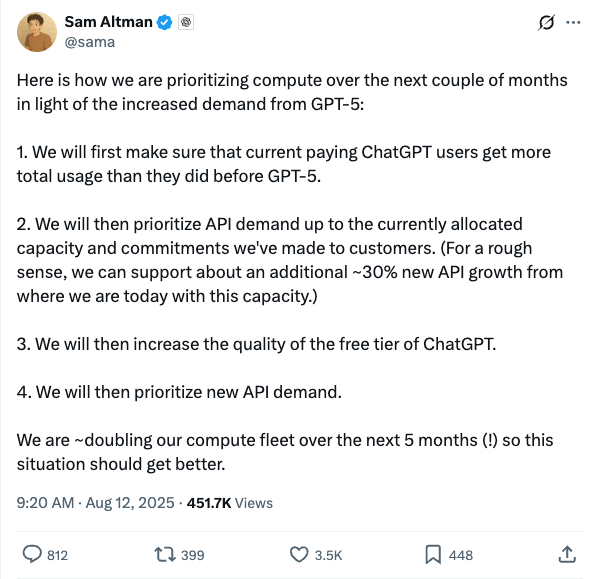 Sam Altman
@sama
Here is how we are prioritizing compute over the next couple of months
in light of the increased demand from GPT-5:
1. We will first make sure that current paying ChatGPT users get more
total usage than they did before GPT-5.
2. We will then prioritize API demand up to the currently allocated
capacity and commitments we've made to customers. (For a rough
sense, we can support about an additional ~30% new API growth from
where we are today with this capacity.)
3. We will then increase the quality of the free tier of ChatGPT.
4. We will then prioritize new API demand.
We are ~doubling our compute fleet over the next 5 months (!) so this
situation should get better.
9:20 AM · Aug 12, 2025 · 451.7K Views
812 399 3.5K 448